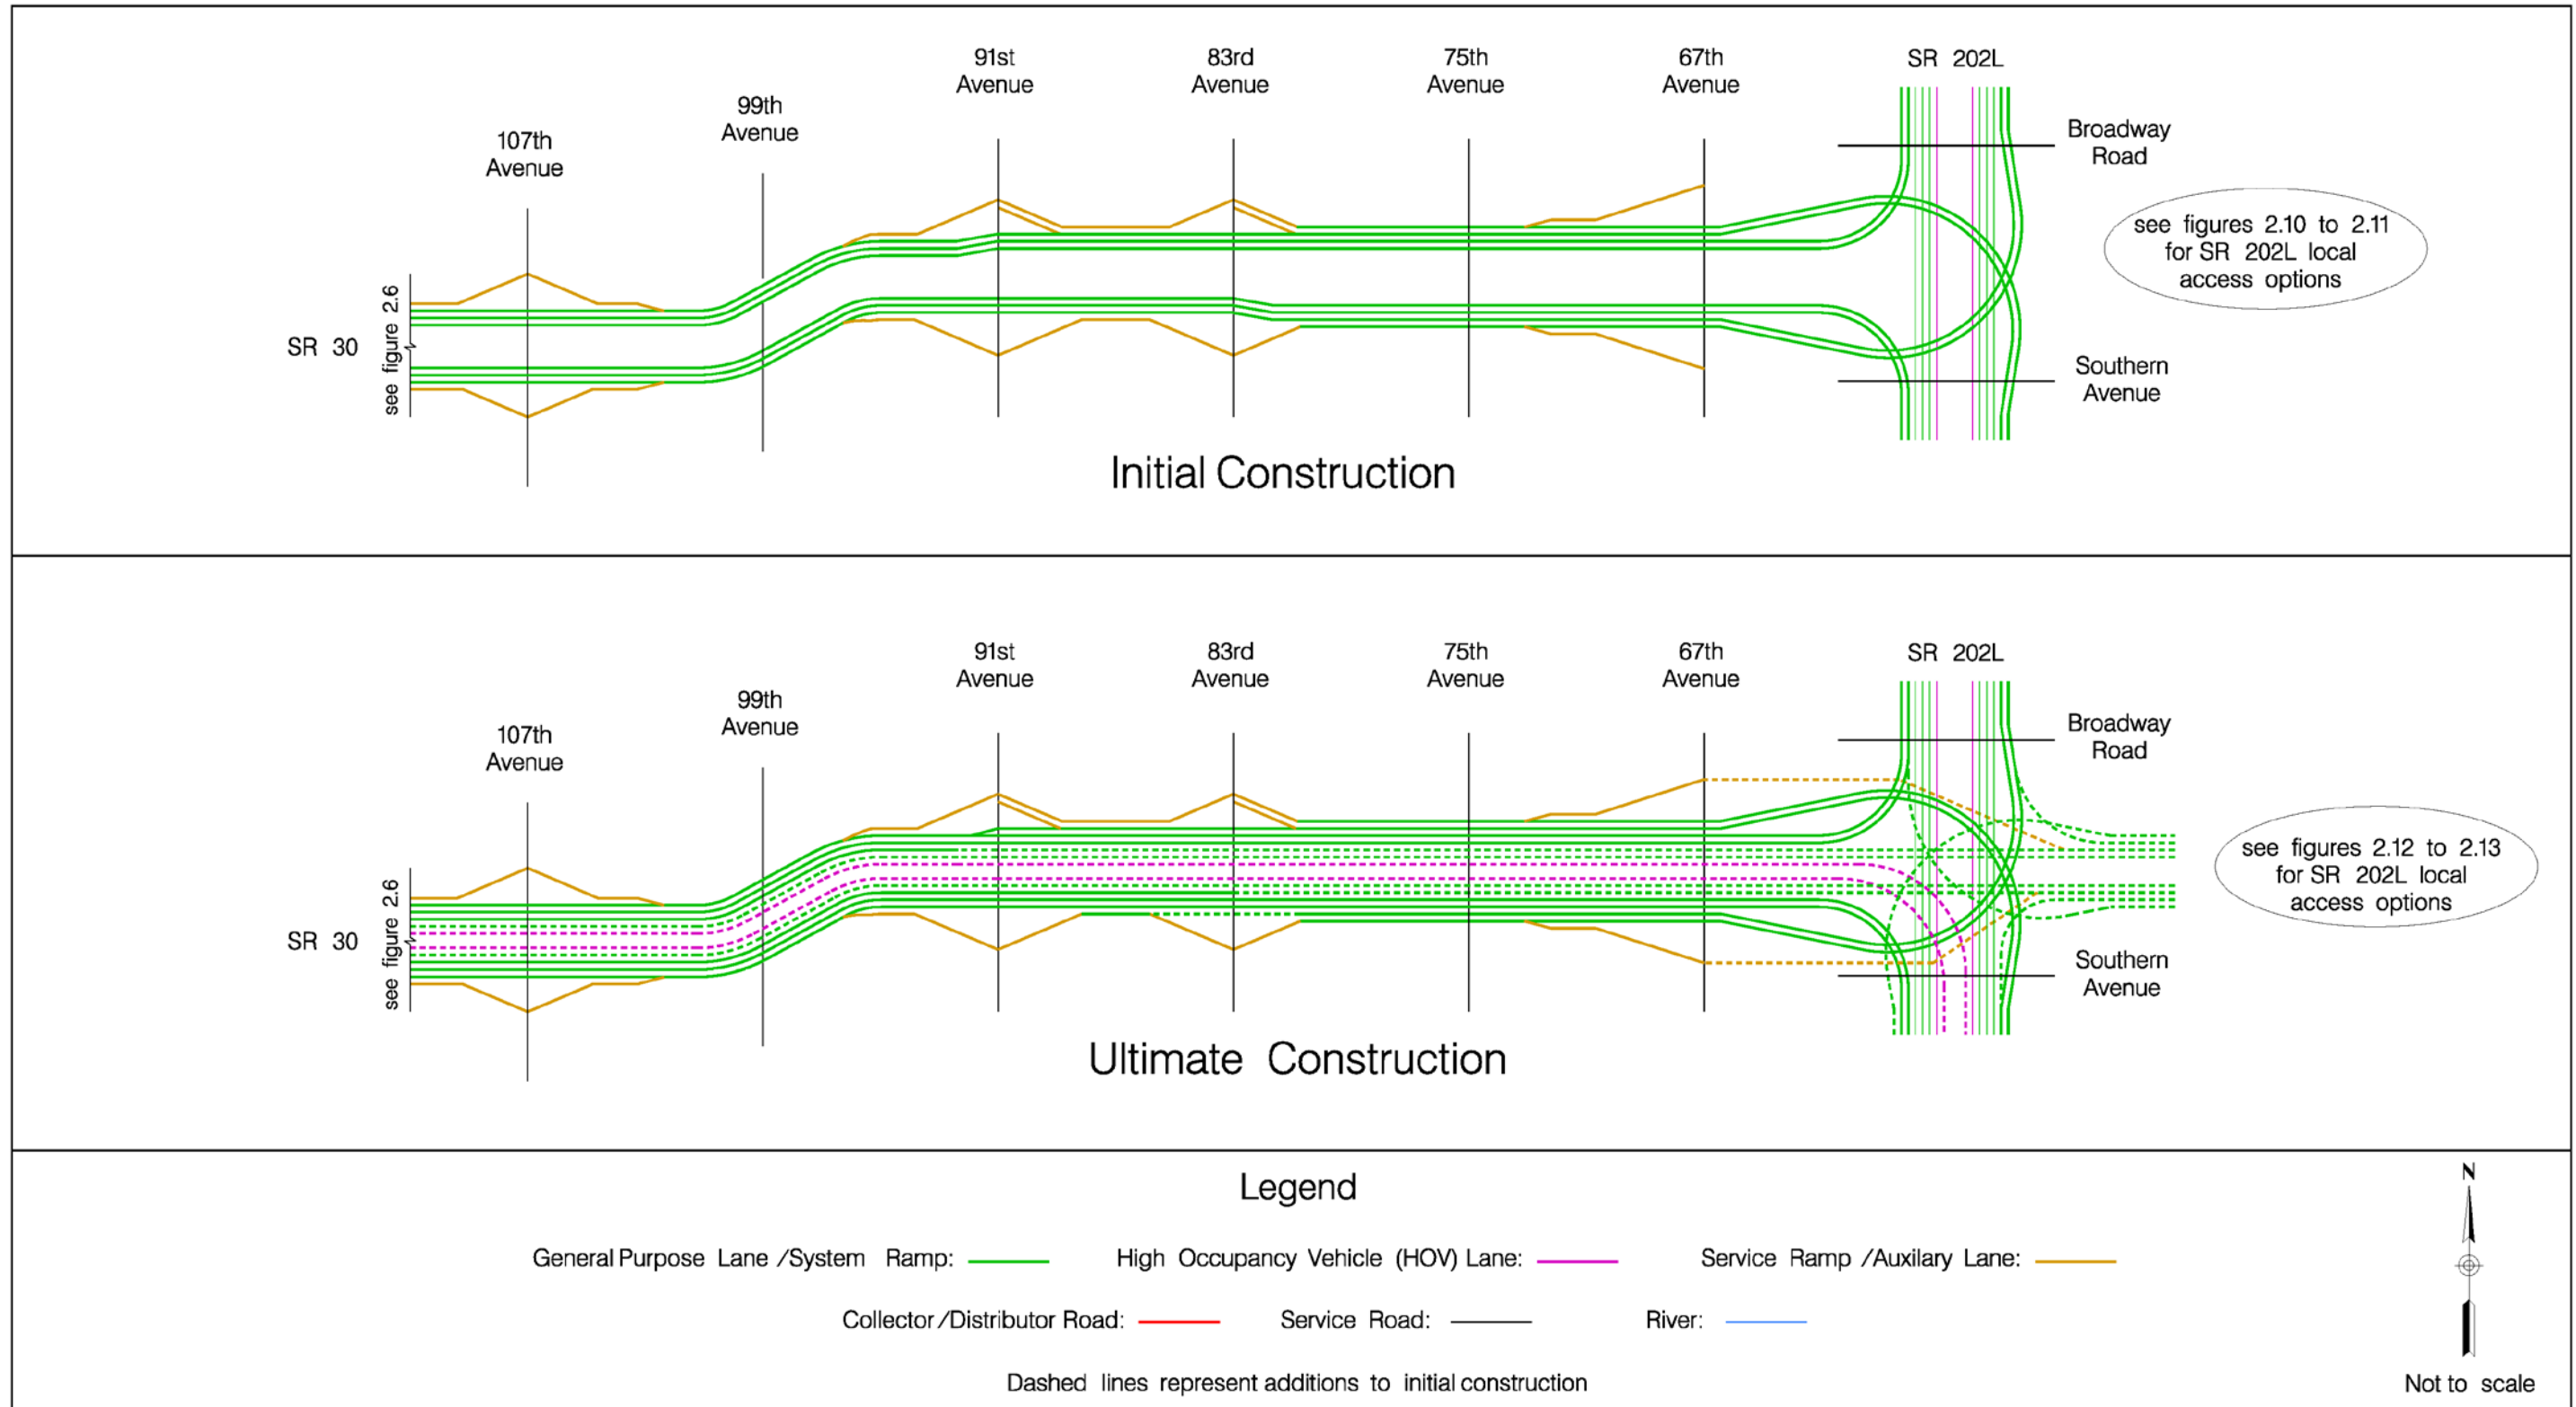 91st
Avenue
83rd
Avenue
75th
Avenue
67th
Avenue
SR 202L
99th
Avenue
107th
Avenue
Broadway
Road
see figures 2.10 to 2.11
for SR 202L local
access options
SR 30
see figure 2.6
Southern
Avenue
Initial Construction
91st
Avenue
83rd
Avenue
75th
Avenue
67th
Avenue
SR 202L
99th
Avenue
107th
Avenue
Broadway
Road
see figures 2.12 to 2.13
for SR 202L local
access options
SR 30
see figure 2.6
Southern
Avenue
Ultimate Construction
Legend
N
General Purpose Lane /System Ramp:
High Occupancy Vehicle (HOV) Lane:
Service Ramp /Auxilary Lane:
Collector/Distributor Road:
Service Road:
River:
Dashed lines represent additions to initial construction
Not to scale